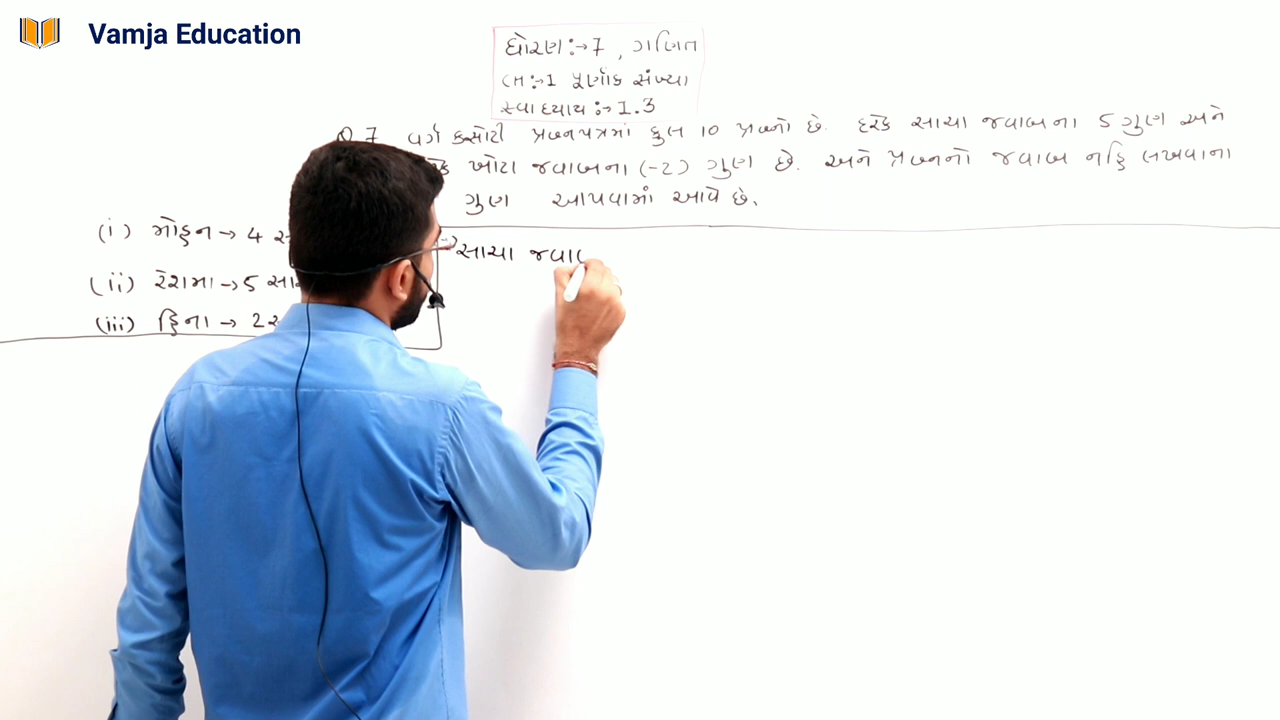 Vamja Education
ધોરણ:→7, ગણિત
CH:→1 પૂર્ણાંક સંખ્યા
સ્વાધ્યાય:→1.3
Q.7 વર્ગ કસોટી પ્રશ્નપત્રમાં કુલ 10 પ્રશ્નો છે. દરેક સાચા જવાબના 5 ગુણ અને
ખોટા જવાબના (-2) ગુણ છે. અને પ્રશ્નનો જવાબ નહિ લખવાના
ગુણ આપવામાં આવે છે.
(i) મોહન → 4
સાચા
(ii) રેશમા → 5
(iii) હિના → 2